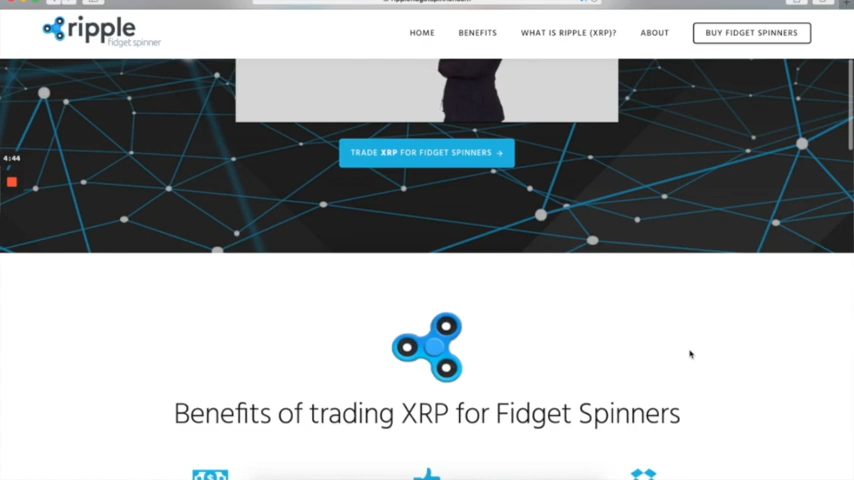 ripple
fidget spinner
HOME
BENEFITS
WHAT IS RIPPLE (XRP)?
ABOUT
BUY FIDGET SPINNERS
4:44
TRADE XRP FOR FIDGET SPINNERS →
Benefits of trading XRP for Fidget Spinners